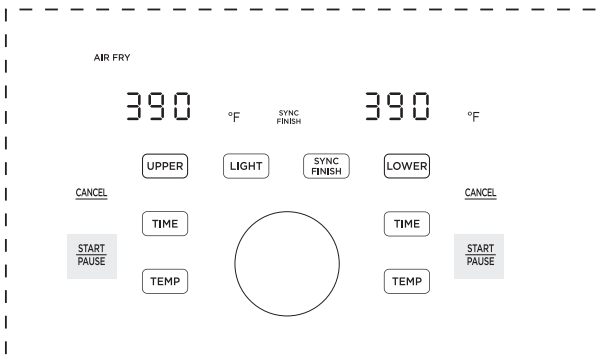 AIR FRY
390 °F
SYNC
FINISH
390 °F
UPPER
LIGHT
SYNC
FINISH
LOWER
CANCEL
CANCEL
TIME
TIME
START
PAUSE
START
PAUSE
TEMP
TEMP